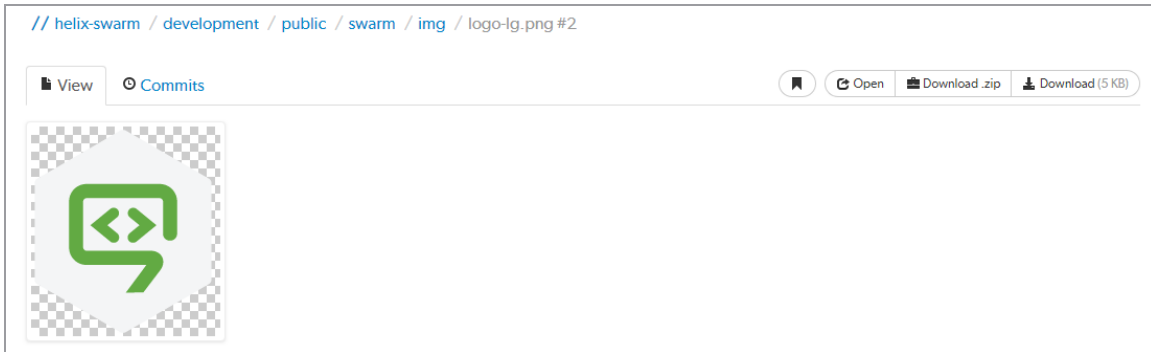 // helix-swarm / development / public / swarm / img / logo-lg.png #2
View Commits Open Download .zip Download (5 KB)